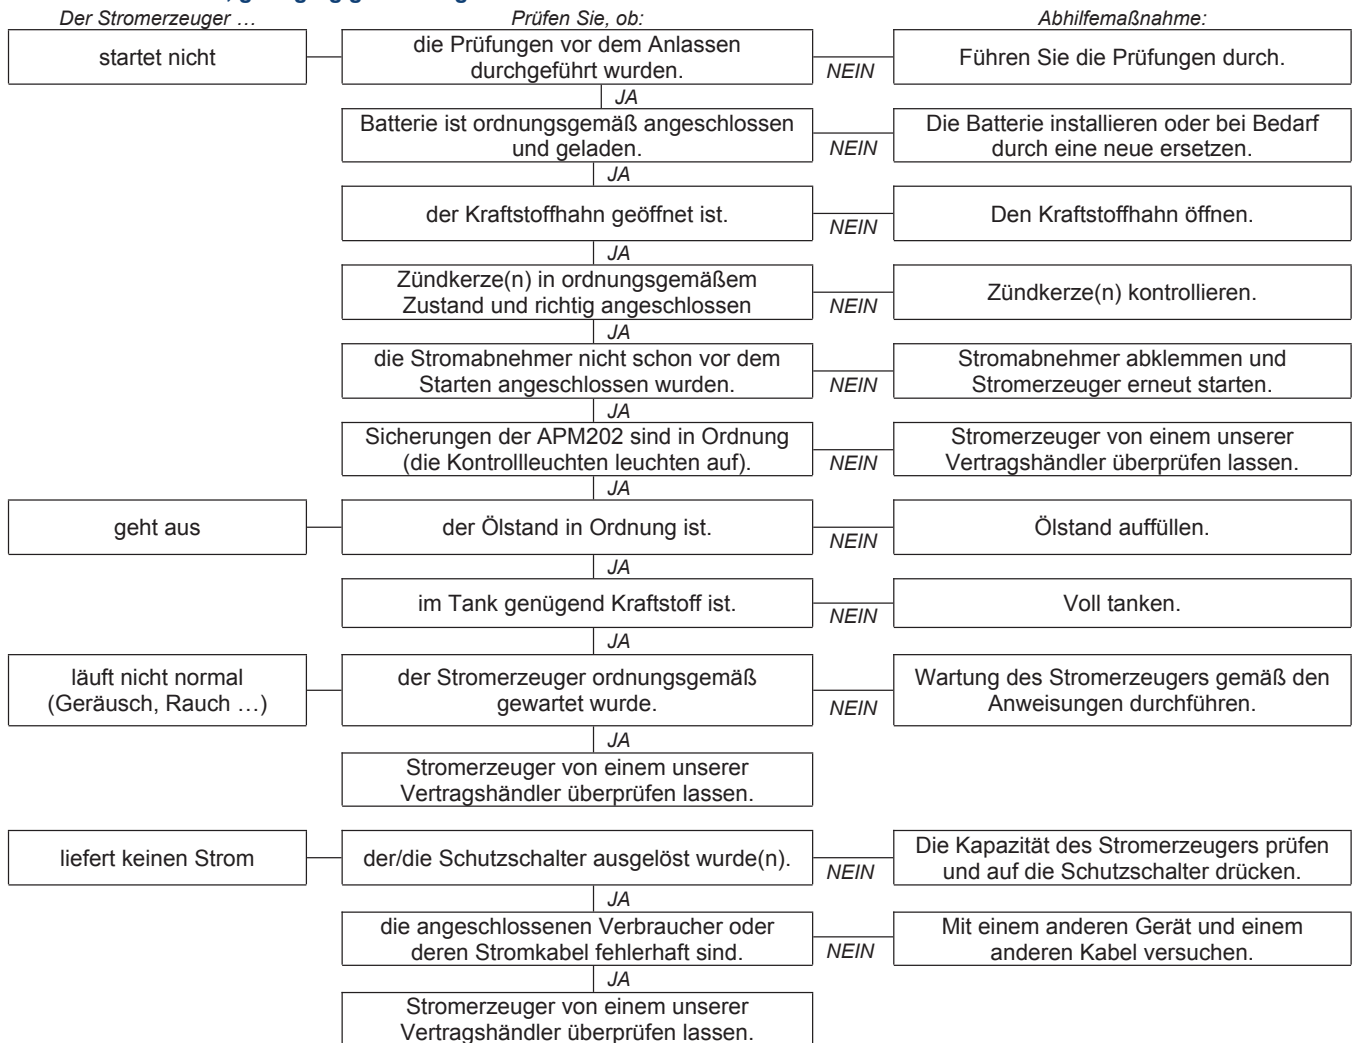 Der Stromerzeuger …
Prüfen Sie, ob:
Abhilfemaßnahme:
startet nicht
die Prüfungen vor dem Anlassen
durchgeführt wurden.
NEIN
Führen Sie die Prüfungen durch.
JA
Batterie ist ordnungsgemäß angeschlossen
und geladen.
NEIN
Die Batterie installieren oder bei Bedarf
durch eine neue ersetzen.
JA
der Kraftstoffhahn geöffnet ist.
NEIN
Den Kraftstoffhahn öffnen.
JA
Zündkerze(n) in ordnungsgemäßem
Zustand und richtig angeschlossen
NEIN
Zündkerze(n) kontrollieren.
JA
die Stromabnehmer nicht schon vor dem
Starten angeschlossen wurden.
NEIN
Stromabnehmer abklemmen und
Stromerzeuger erneut starten.
JA
Sicherungen der APM202 sind in Ordnung
(die Kontrollleuchten leuchten auf).
NEIN
Stromerzeuger von einem unserer
Vertragshändler überprüfen lassen.
JA
geht aus
der Ölstand in Ordnung ist.
NEIN
Ölstand auffüllen.
JA
im Tank genügend Kraftstoff ist.
NEIN
Voll tanken.
JA
läuft nicht normal
(Geräusch, Rauch …)
der Stromerzeuger ordnungsgemäß
gewartet wurde.
NEIN
Wartung des Stromerzeugers gemäß den
Anweisungen durchführen.
JA
Stromerzeuger von einem unserer
Vertragshändler überprüfen lassen.
liefert keinen Strom
der/die Schutzschalter ausgelöst wurde(n).
NEIN
Die Kapazität des Stromerzeugers prüfen
und auf die Schutzschalter drücken.
JA
die angeschlossenen Verbraucher oder
deren Stromkabel fehlerhaft sind.
NEIN
Mit einem anderen Gerät und einem
anderen Kabel versuchen.
JA
Stromerzeuger von einem unserer
Vertragshändler überprüfen lassen.